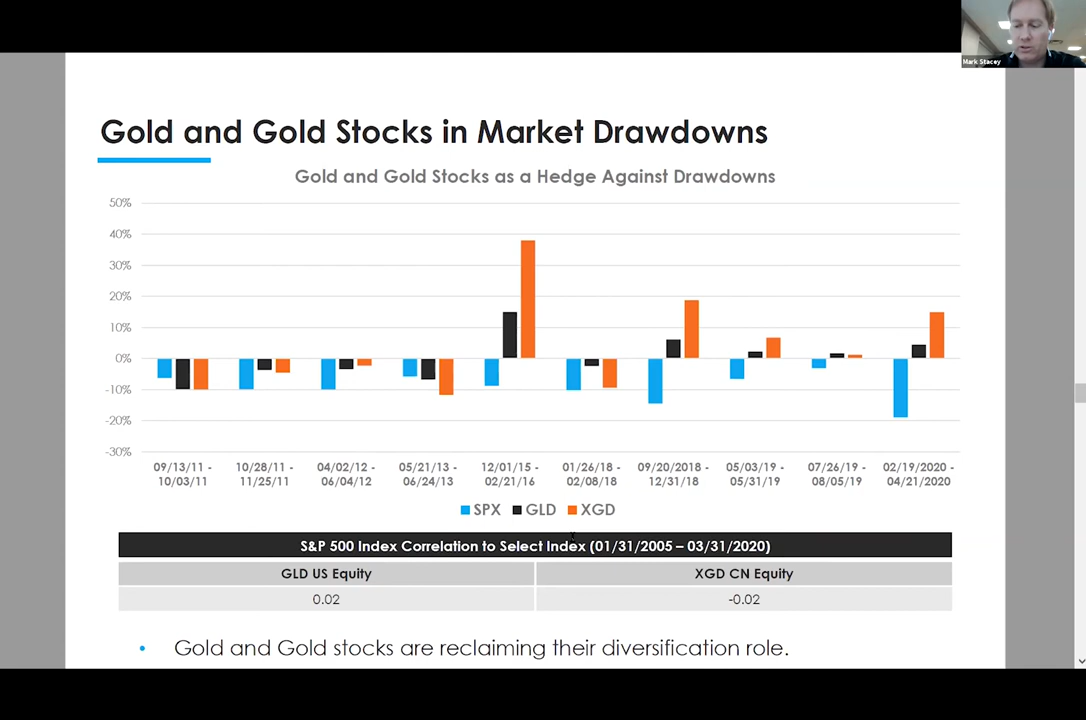 Mark Stacey
Gold and Gold Stocks in Market Drawdowns
Gold and Gold Stocks as a Hedge Against Drawdowns
50%
40%
30%
20%
10%
0%
-10%
-20%
-30%
09/13/11 - 10/28/11 - 04/02/12 - 05/21/13 - 12/01/15 - 01/26/18 - 09/20/2018 - 05/03/19 - 07/26/19 - 02/19/2020 -
10/03/11 11/25/11 06/04/12 06/24/13 02/21/16 02/08/18 12/31/18 05/31/19 08/05/19 04/21/2020
SPX GLD XGD
S&P 500 Index Correlation to Select Index (01/31/2005 – 03/31/2020)
GLD US Equity XGD CN Equity
0.02 -0.02
• Gold and Gold stocks are reclaiming their diversification role.